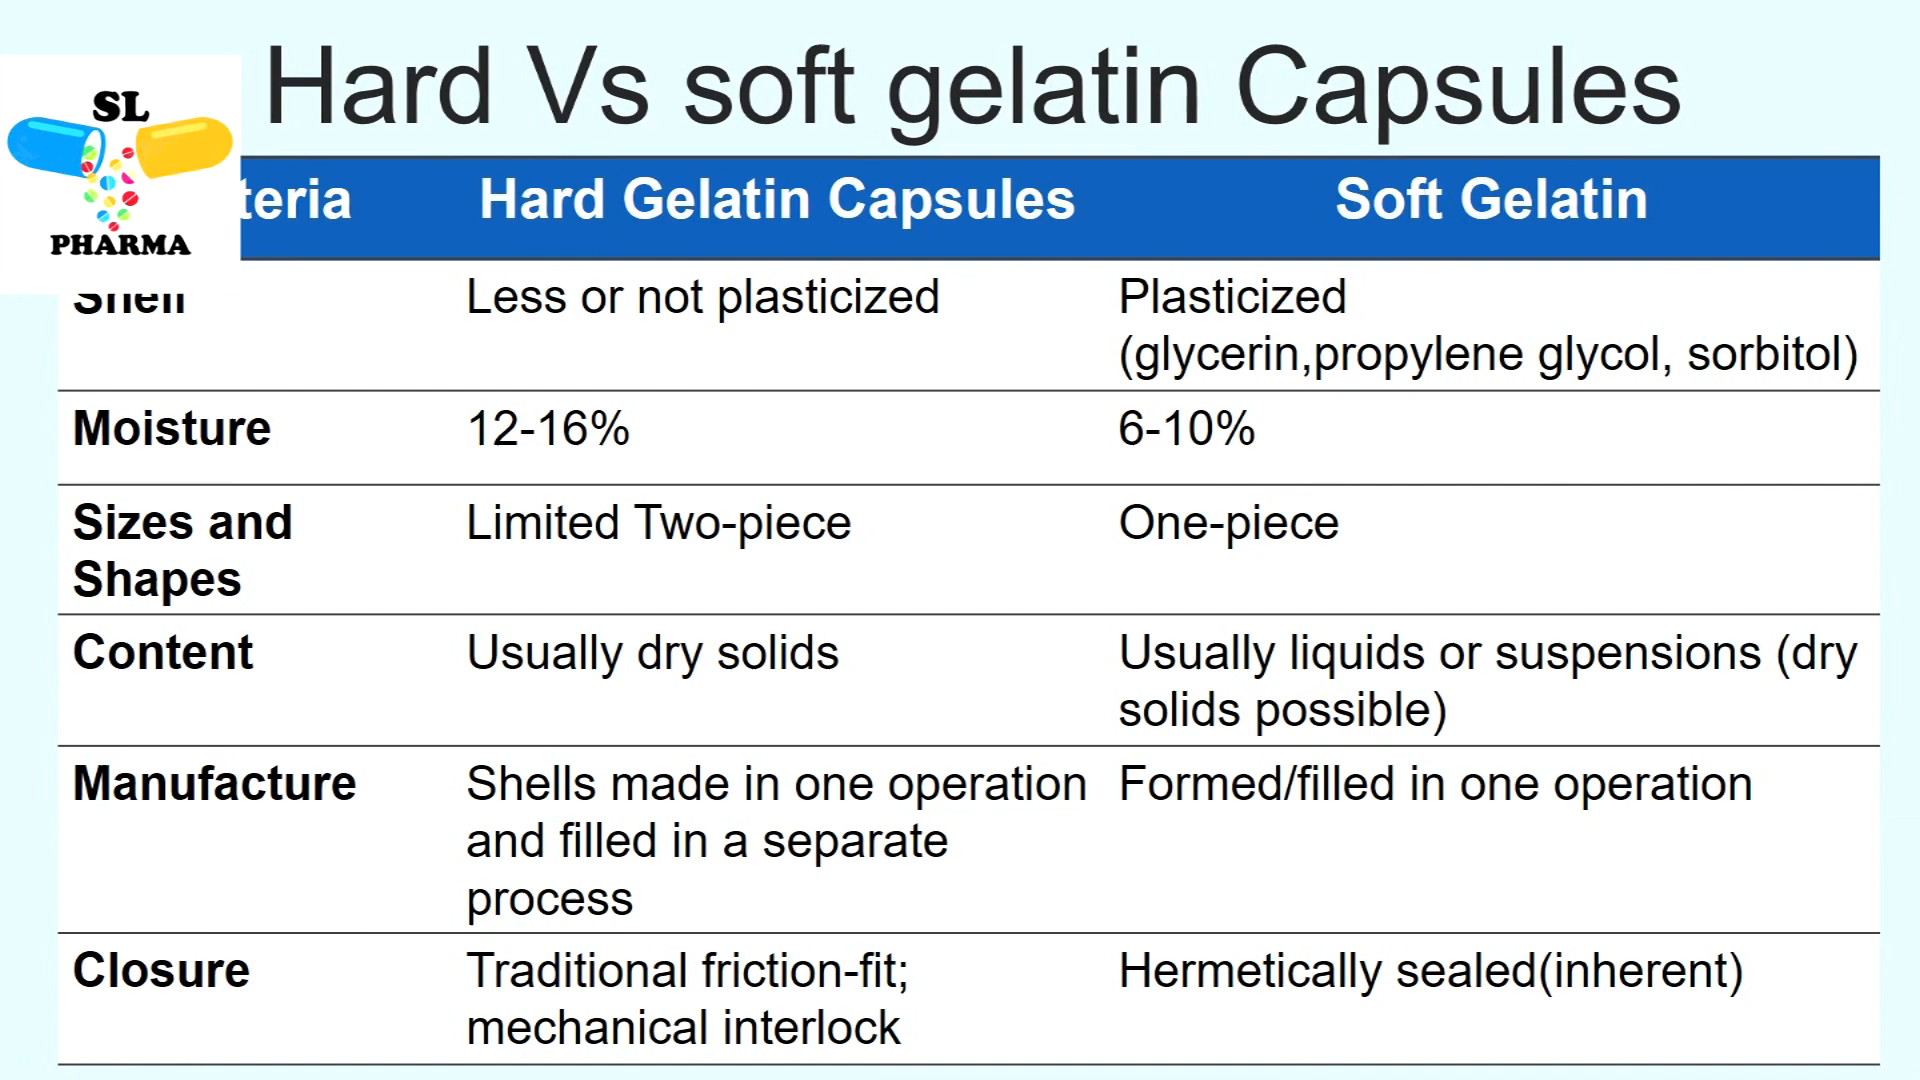 Hard Vs soft gelatin Capsules
SL
PHARMA
teria Hard Gelatin Capsules Soft Gelatin
Shell Less or not plasticized Plasticized
(glycerin,propylene glycol, sorbitol)
Moisture 12-16% 6-10%
Sizes and Limited Two-piece One-piece
Shapes
Content Usually dry solids Usually liquids or suspensions (dry
solids possible)
Manufacture Shells made in one operation Formed/filled in one operation
and filled in a separate
process
Closure Traditional friction-fit; Hermetically sealed(inherent)
mechanical interlock